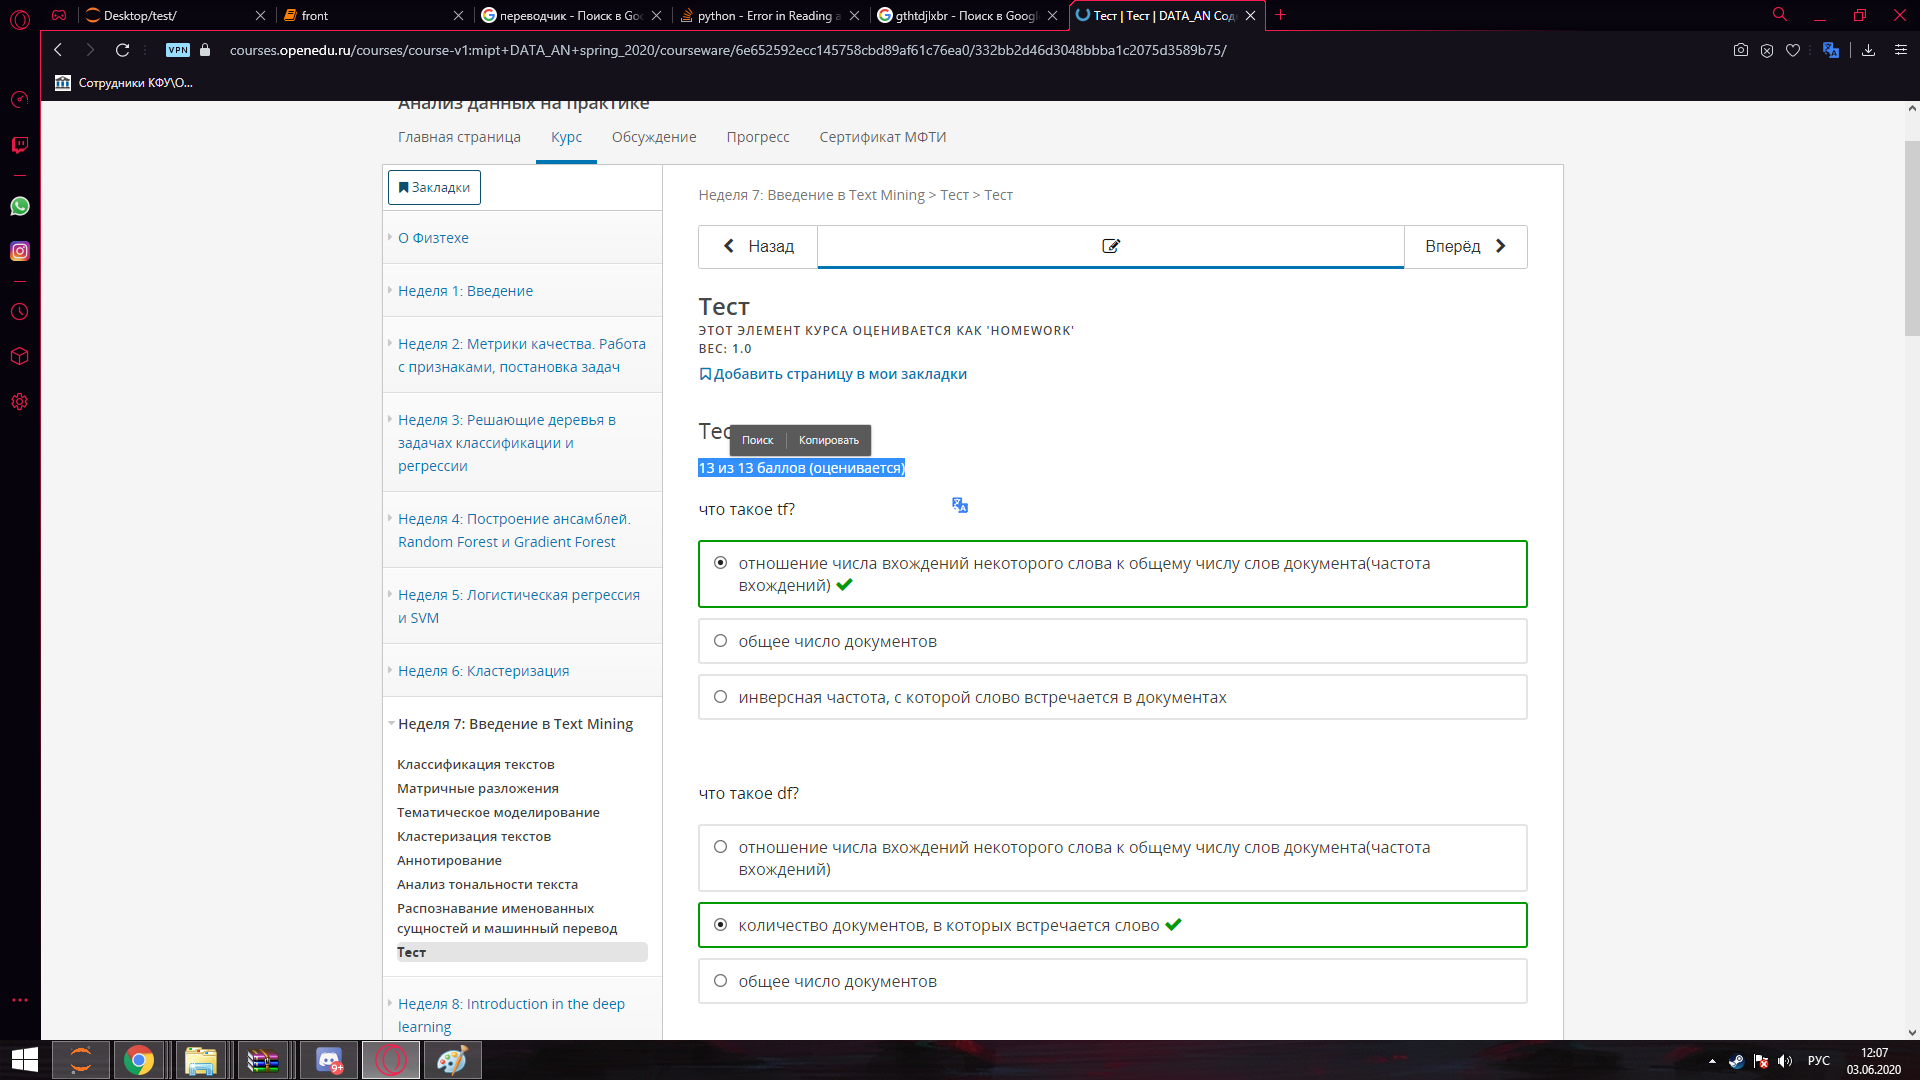 Desktop/test/
front
переводчик - Поиск в Goo
python - Error in Reading a
gthtdjlxbr - Поиск в Google
Тест | Тест | DATA_AN Сод
VPN
courses.openedu.ru/courses/course-v1:mipt+DATA_AN+spring_2020/courseware/6e652592ecc145758cbd89af61c76ea0/332bb2d46d3048bbba1c2075d3589b75/
Сотрудники КФУ\О...
Анализ данных на практике
Главная страница
Курс
Обсуждение
Прогресс
Сертификат МФТИ
Закладки
О Физтехе
Неделя 1: Введение
Неделя 2: Метрики качества. Работа
с признаками, постановка задач
Неделя 3: Решающие деревья в
задачах классификации и
регрессии
Неделя 4: Построение ансамблей.
Random Forest и Gradient Forest
Неделя 5: Логистическая регрессия
и SVM
Неделя 6: Кластеризация
Неделя 7: Введение в Text Mining
Классификация текстов
Матричные разложения
Тематическое моделирование
Кластеризация текстов
Аннотирование
Анализ тональности текста
Распознавание именованных
сущностей и машинный перевод
Тест
Неделя 8: Introduction in the deep
learning
Неделя 7: Введение в Text Mining > Тест > Тест
Назад
Вперёд
Тест
ЭТОТ ЭЛЕМЕНТ КУРСА ОЦЕНИВАЕТСЯ КАК 'HOMEWORK'
ВЕС: 1.0
Добавить страницу в мои закладки
Тес
Поиск
Копировать
13 из 13 баллов (оценивается)
что такое tf?
отношение числа вхождений некоторого слова к общему числу слов документа(частота
вхождений)
общее число документов
инверсная частота, с которой слово встречается в документах
что такое df?
отношение числа вхождений некоторого слова к общему числу слов документа(частота
вхождений)
количество документов, в которых встречается слово
общее число документов
9+
РУС
12:07
03.06.2020